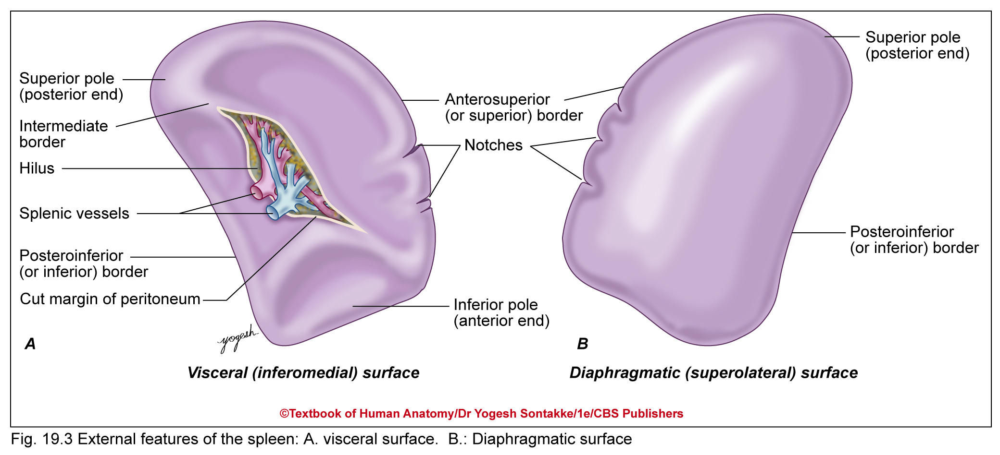 Superior pole
(posterior end)
Intermediate
border
Hilus
Splenic vessels
Posteroinferior
(or inferior) border
Cut margin of peritoneum
Anterosuperior
(or superior) border
Notches
Inferior pole
(anterior end)
yogesh
A
Visceral (inferomedial) surface
Superior pole
(posterior end)
Posteroinferior
(or inferior) border
B
Diaphragmatic (superolateral) surface
©Textbook of Human Anatomy/Dr Yogesh Sontakke/1e/CBS Publishers
Fig. 19.3 External features of the spleen: A. visceral surface.  B.: Diaphragmatic surface